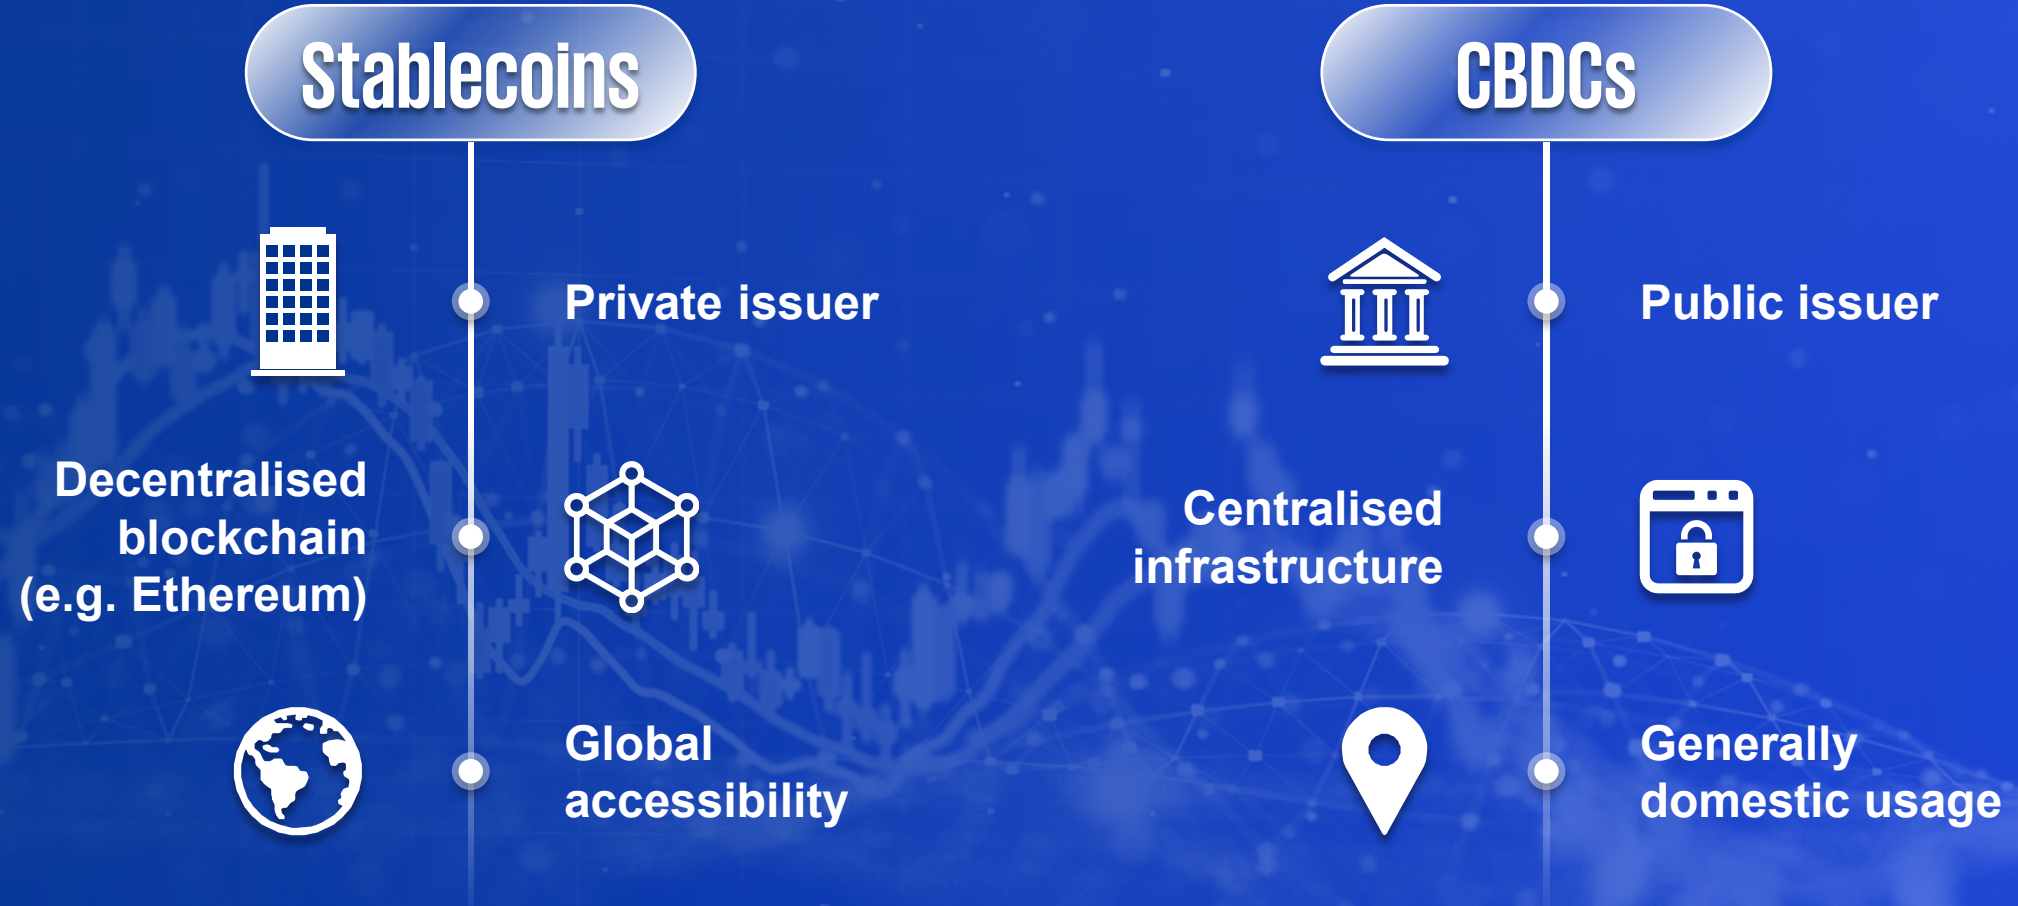 Stablecoins
Private issuer
Decentralised
blockchain
(e.g. Ethereum)
Global
accessibility
CBDCs
Public issuer
Centralised
infrastructure
Generally
domestic usage